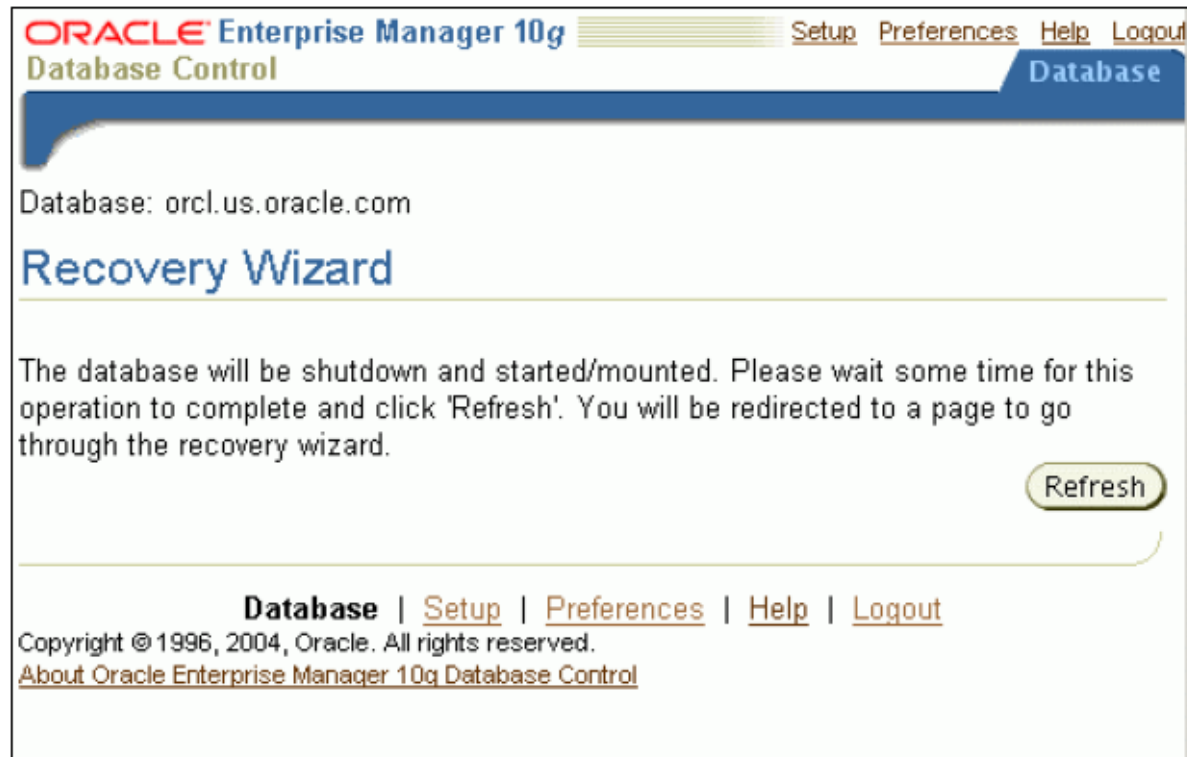 ORACLE Enterprise Manager 10g Setup Preferences Help Logout
Database Control Database
Database: orcl.us.oracle.com
Recovery Wizard
The database will be shutdown and started/mounted. Please wait some time for this
operation to complete and click 'Refresh'. You will be redirected to a page to go
through the recovery wizard.
Refresh
Database | Setup | Preferences | Help | Logout
Copyright © 1996, 2004, Oracle. All rights reserved.
About Oracle Enterprise Manager 10g Database Control